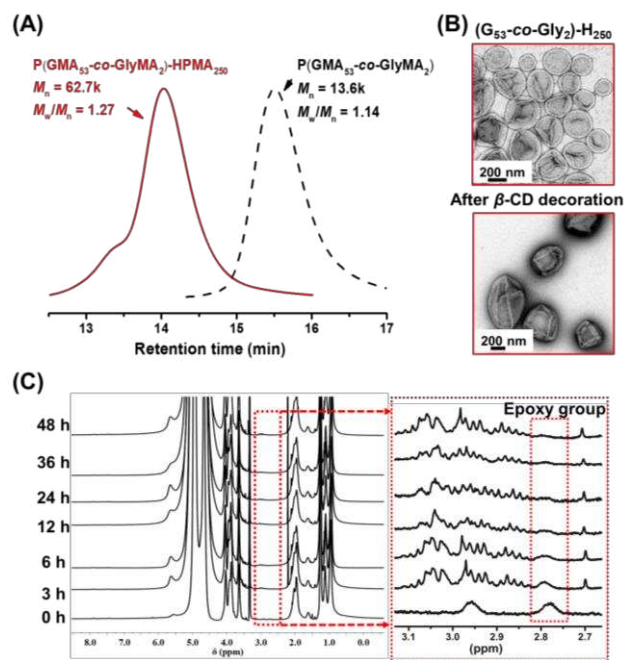 (A)
P(GMA53-co-GlyMA2)-HPMA250
Mn = 62.7k
Mw/Mn = 1.27
P(GMA53-co-GlyMA2)
Mn = 13.6k
Mw/Mn = 1.14
13 14 15 16 17
Retention time (min)
(B)
(G53-co-Gly2)-H250
200 nm
After β-CD decoration
200 nm
(C)
Epoxy group
48 h
36 h
24 h
12 h
6 h
3 h
0 h
8.0 7.0 6.0 5.0 4.0 3.0 2.0 1.0 0.0
δ (ppm)
3.1 3.0 2.9 2.8 2.7
(ppm)